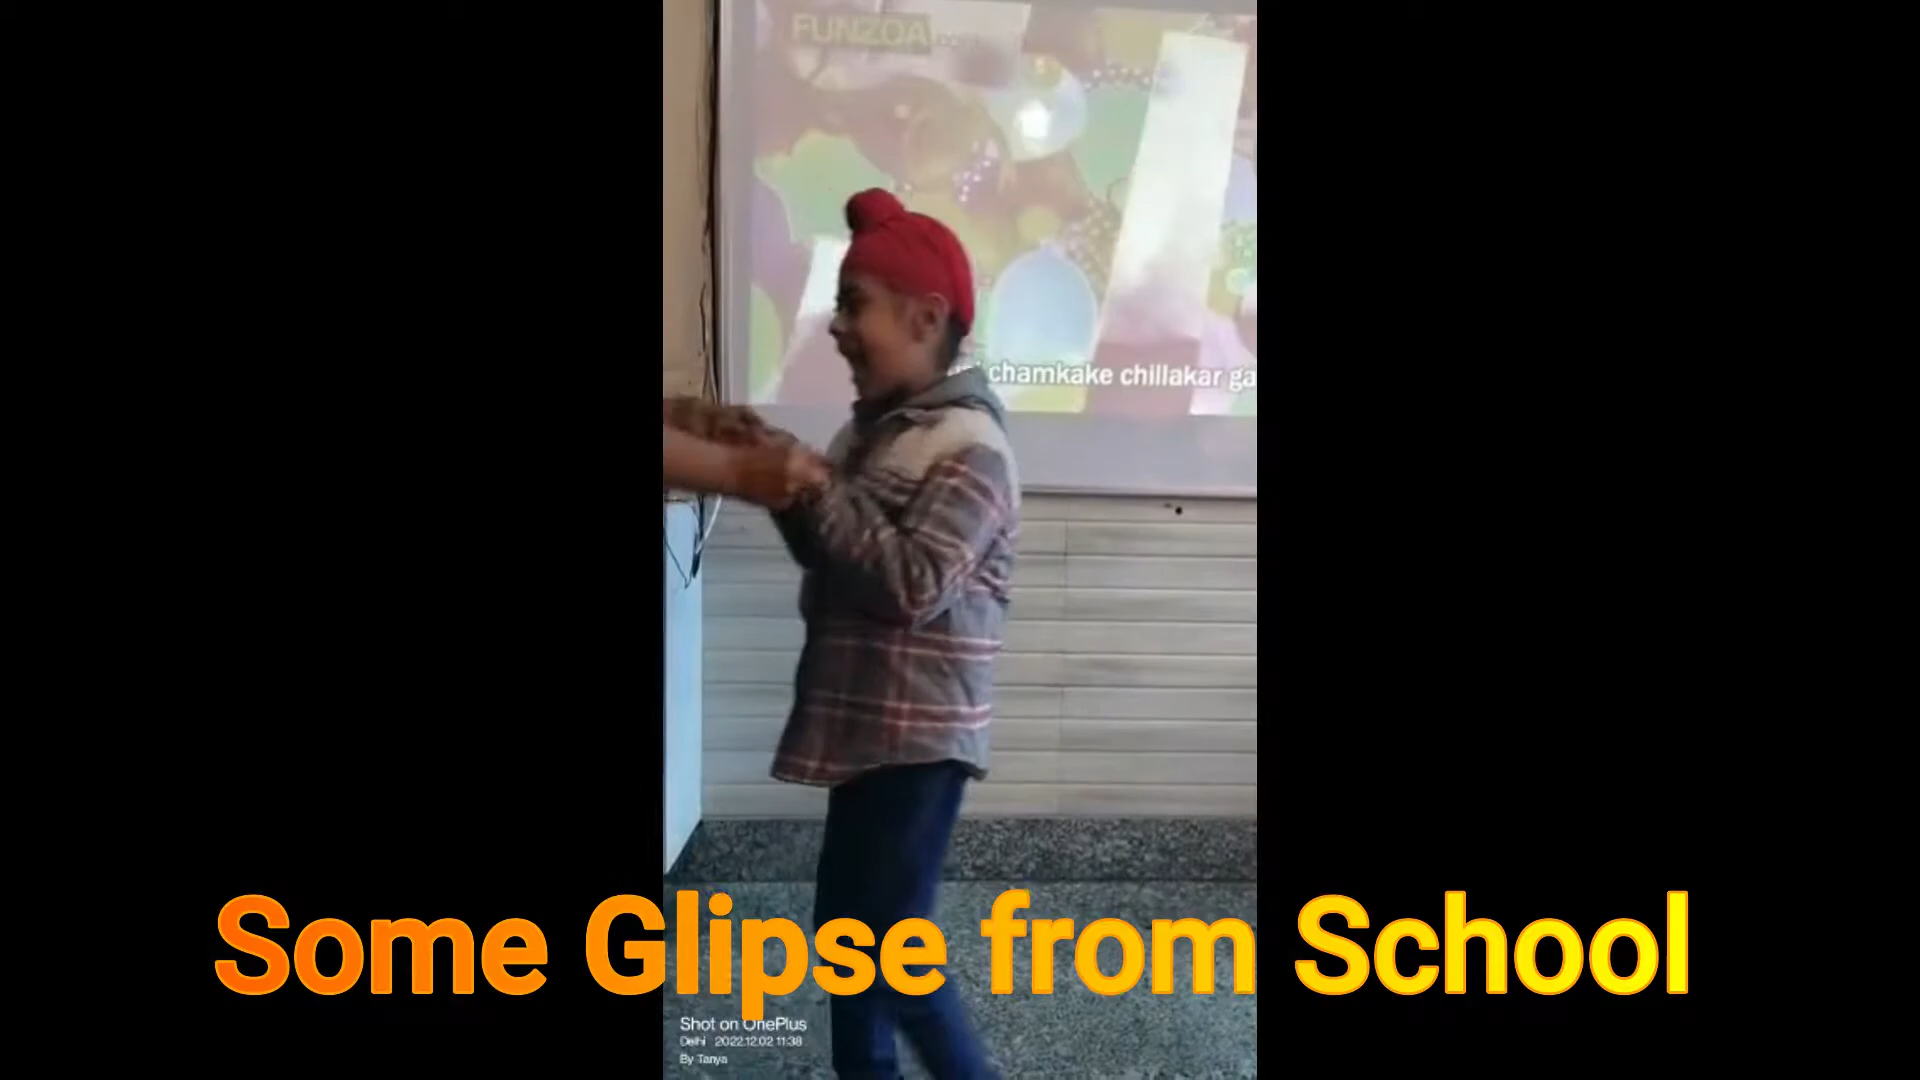 FUNZOA
chamkake chillakar ga
Some Glipse from School
Shot on OnePlus
Delhi 2022.12.02 11:38
By Tanya